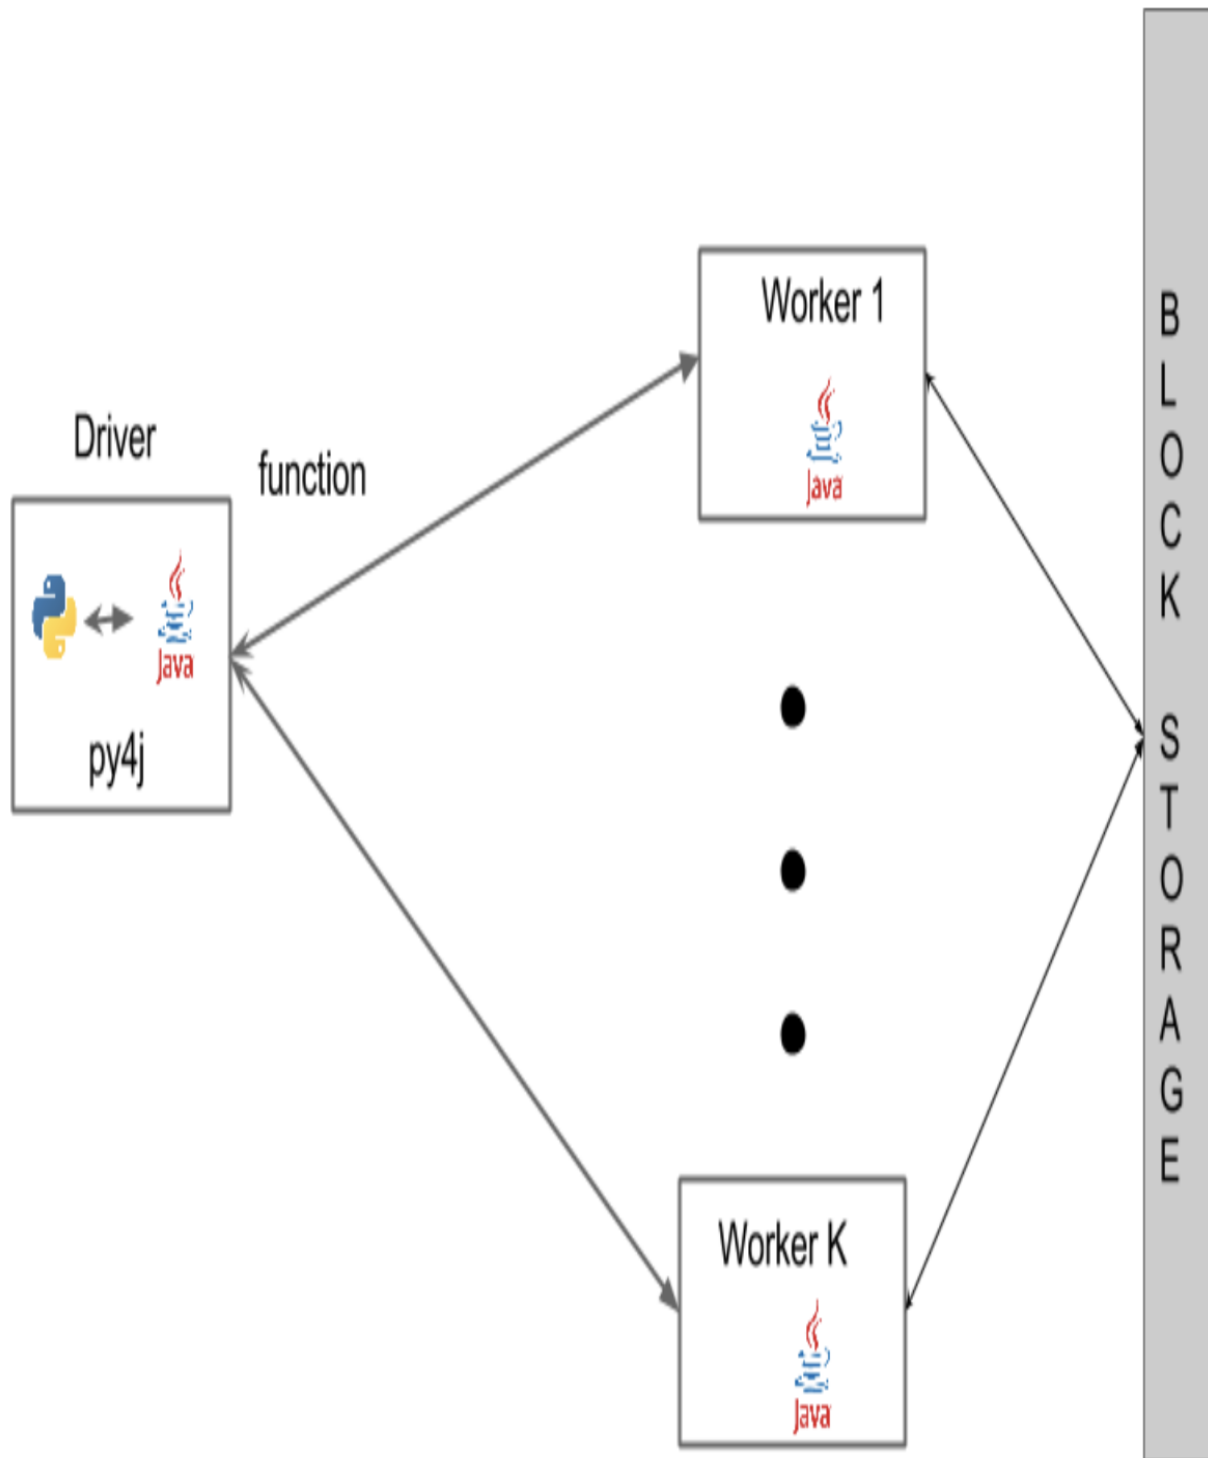 Driver
function
Java
py4j
Worker 1
Java
Worker K
Java
BLOCK STORAGE